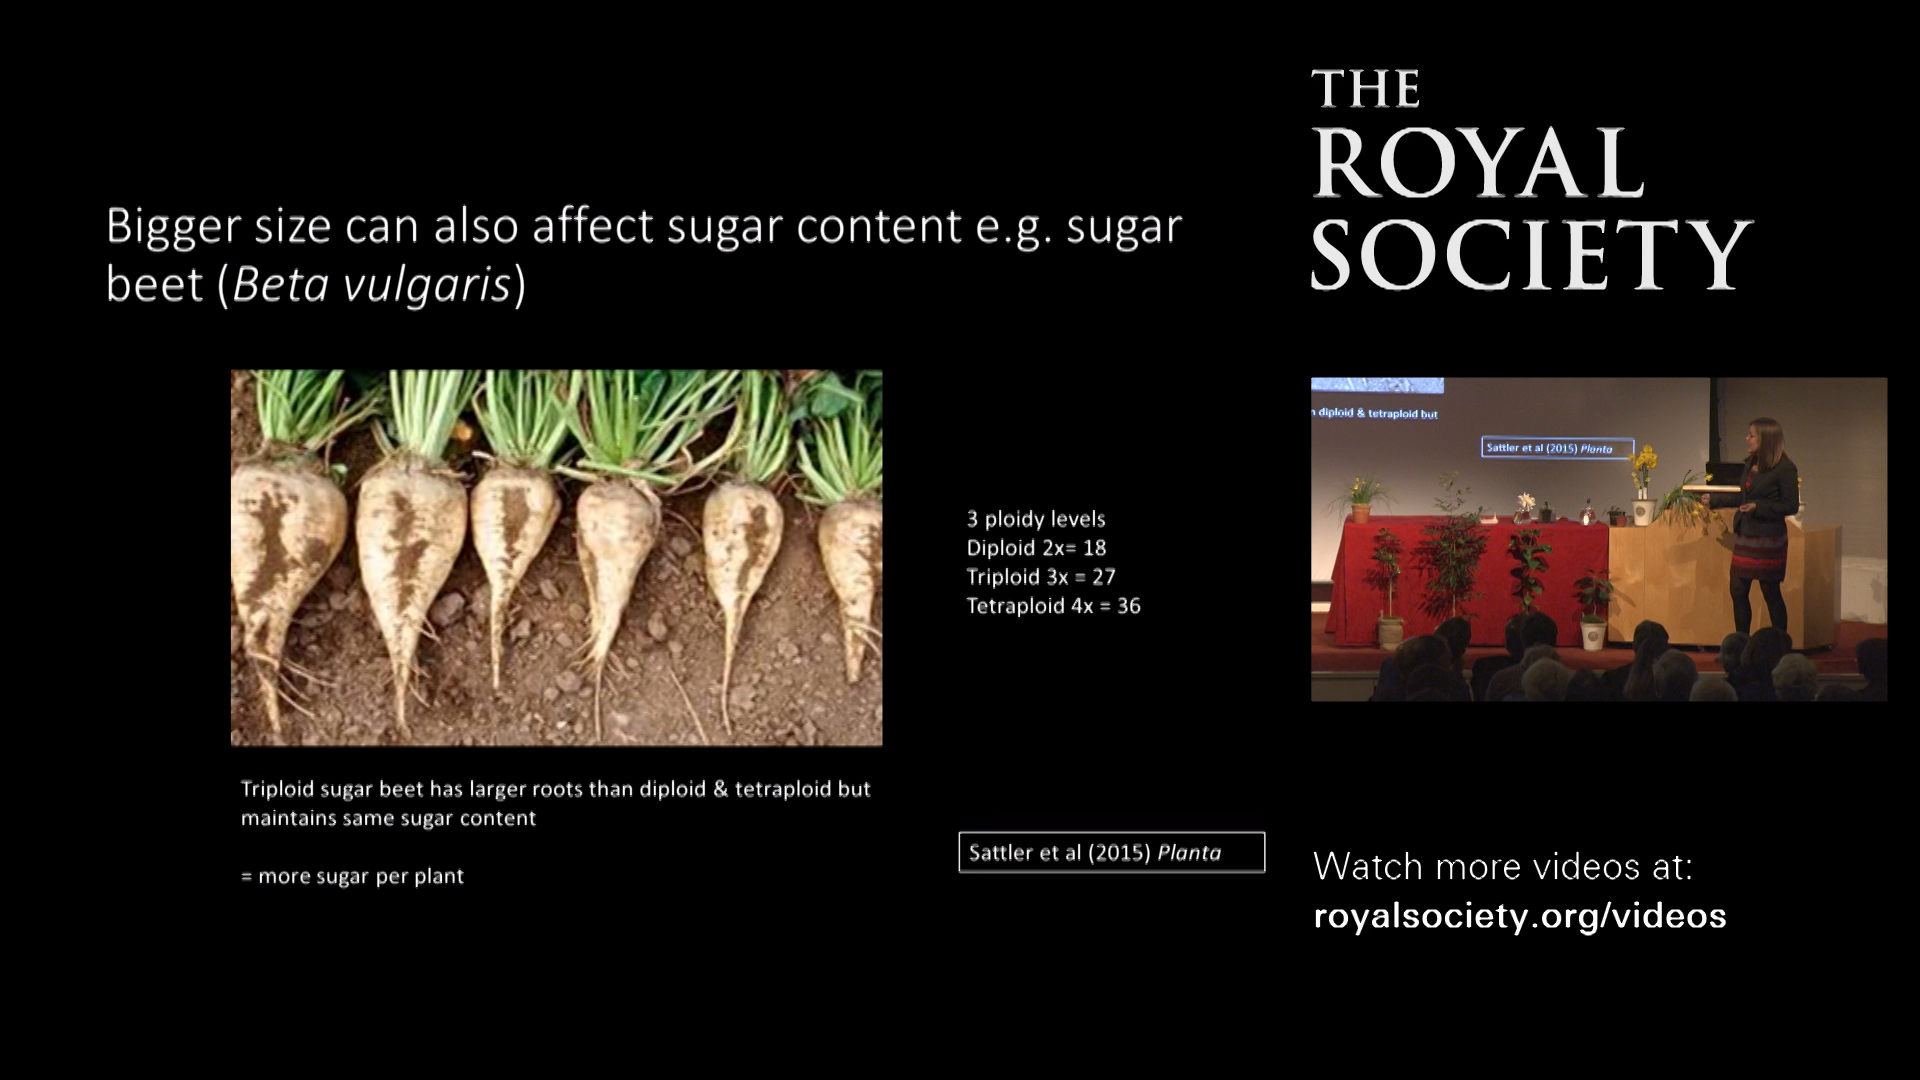 Bigger size can also affect sugar content e.g. sugar
beet (Beta vulgaris)
3 ploidy levels
Diploid 2x= 18
Triploid 3x = 27
Tetraploid 4x = 36
Triploid sugar beet has larger roots than diploid & tetraploid but
maintains same sugar content
= more sugar per plant
Sattler et al (2015) Planta
THE
ROYAL
SOCIETY
diploid & tetraploid but
Sattler et al (2015) Planta
Watch more videos at:
royalsociety.org/videos